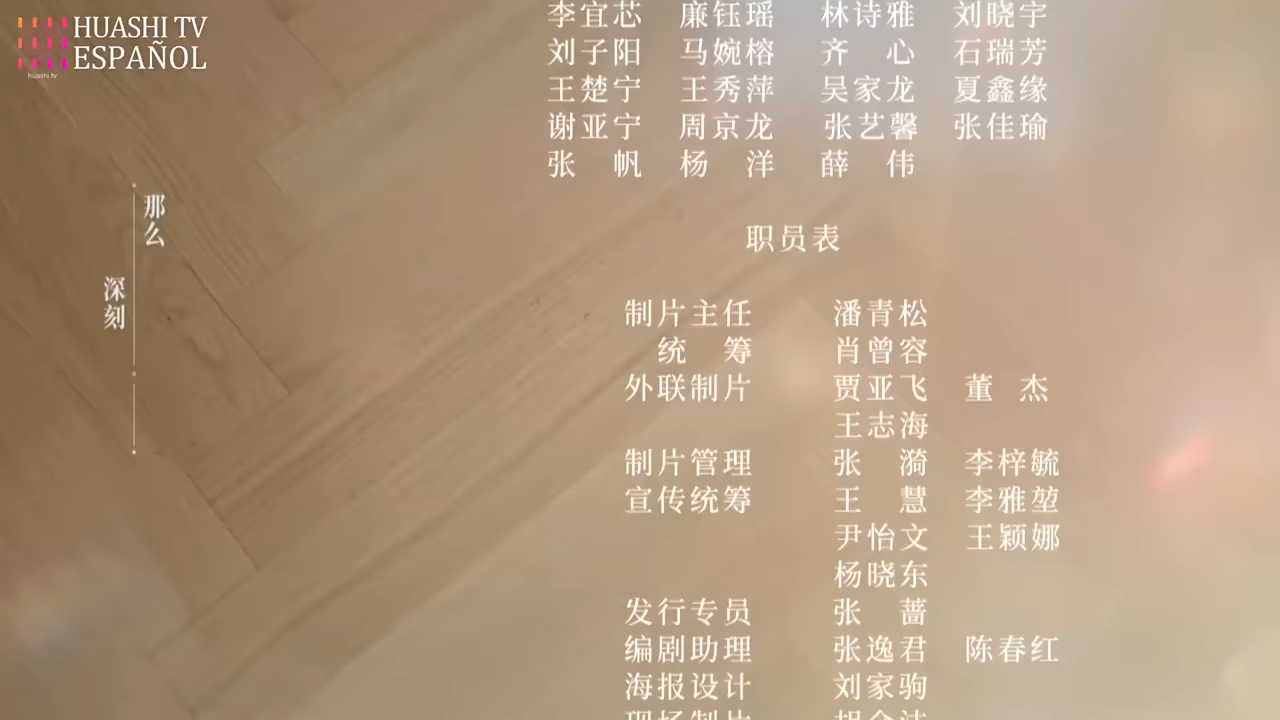 HUASHI TV
ESPAÑOL
huashi.tv
李宜芯 廉钰瑶 林诗雅 刘晓宇
刘子阳 马婉榕 齐 心 石瑞芳
王楚宁 王秀萍 吴家龙 夏鑫缘
谢亚宁 周京龙 张艺馨 张佳瑜
张 帆 杨 洋 薛 伟
那么
深刻
职员表
制片主任 潘青松
统 筹 肖曾容
外联制片 贾亚飞 董 杰
王志海
制片管理 张 漪 李梓毓
宣传统筹 王 慧 李雅堃
尹怡文 王颖娜
杨晓东
发行专员 张 蔷
编剧助理 张逸君 陈春红
海报设计 刘家驹